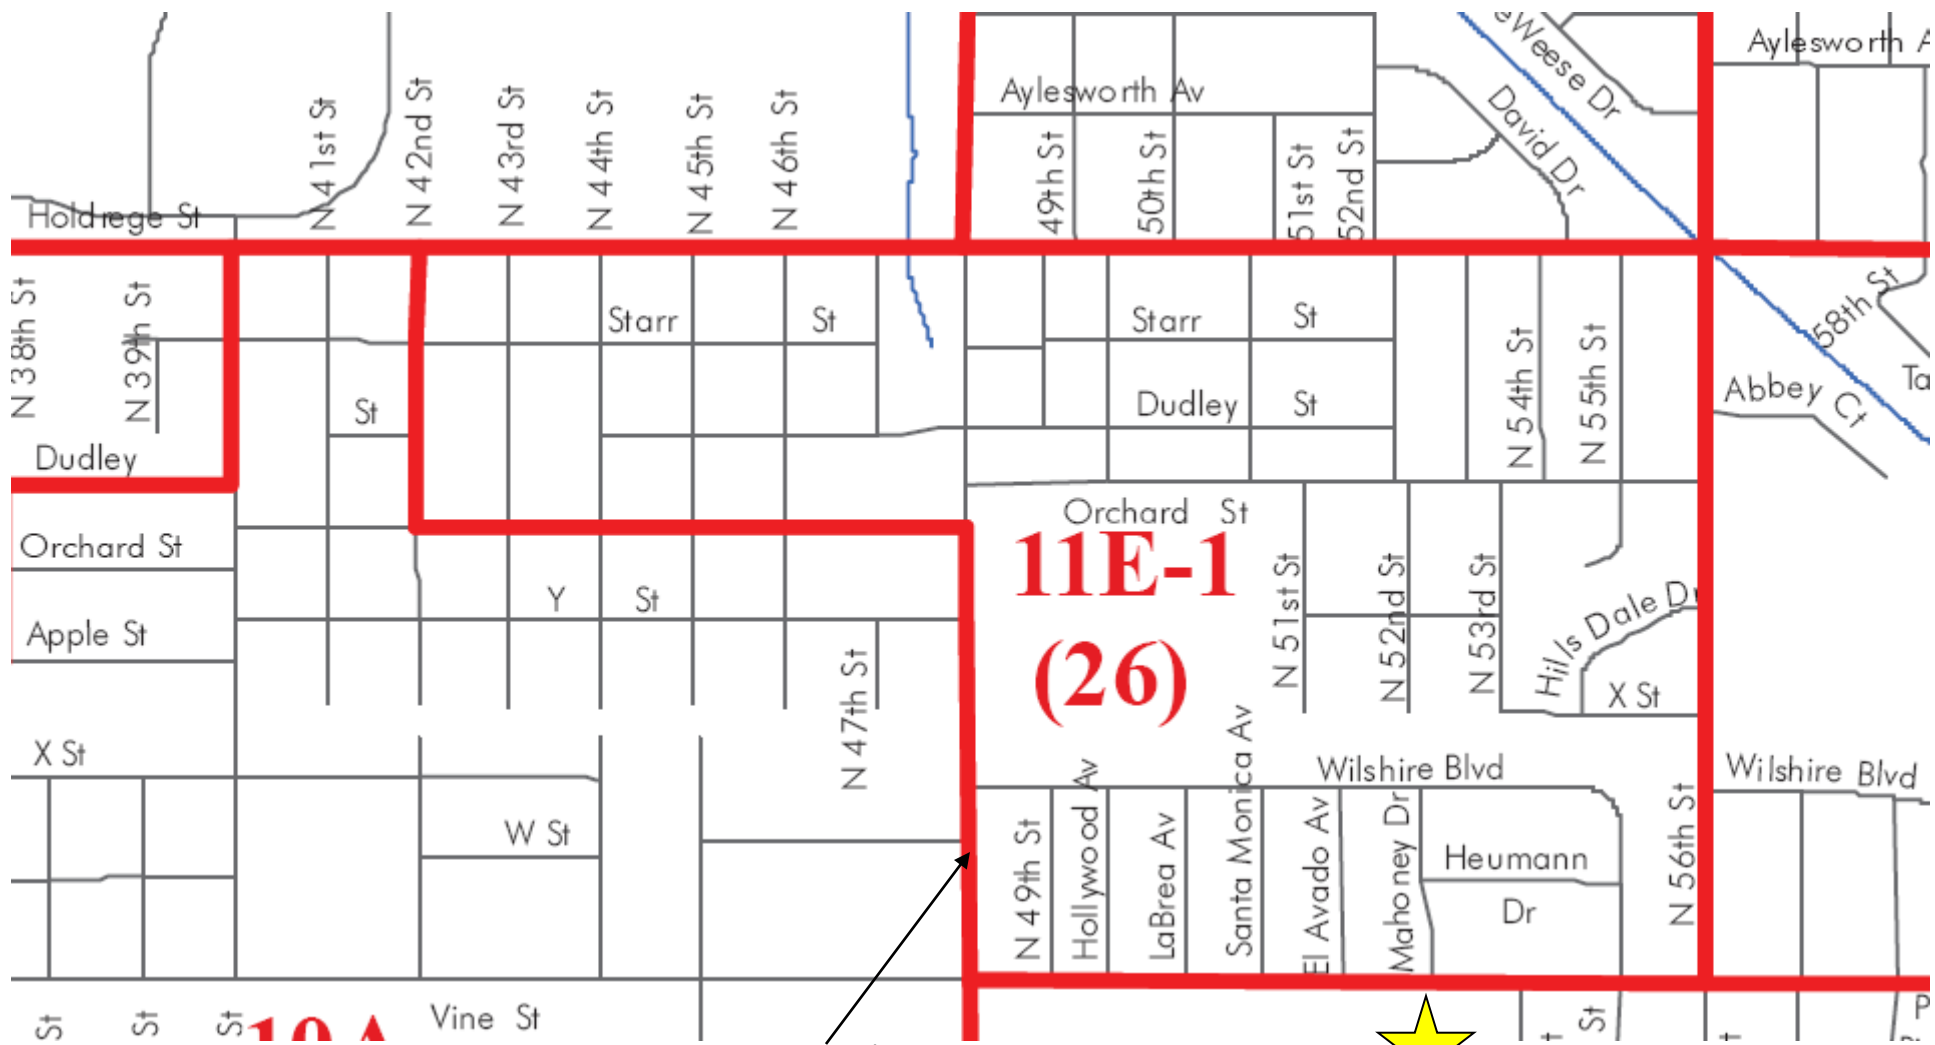 eWeese Dr
Aylesworth A
Aylesworth Av
David Dr
N 41st St
N 42nd St
N 43rd St
N 44th St
N 45th St
N 46th St
49th St
50th St
51st St
52nd St
Holdrege St
N 38th St
N 39th St
Starr St
Starr St
N 54th St
N 55th St
58th St
Ta
Abbey Ct
St
Dudley St
Dudley
Orchard St
Orchard St
11E-1
(26)
N 51st St
N 52nd St
N 53rd St
Hills Dale Dr
Y St
Apple St
X St
N 47th St
X St
Wilshire Blvd
Wilshire Blvd
W St
N 49th St
Hollywood Av
LaBrea Av
Santa Monica Av
El Avado Av
Mahoney Dr
Heumann
Dr
N 56th St
St
St
St
10A
Vine St
St
P